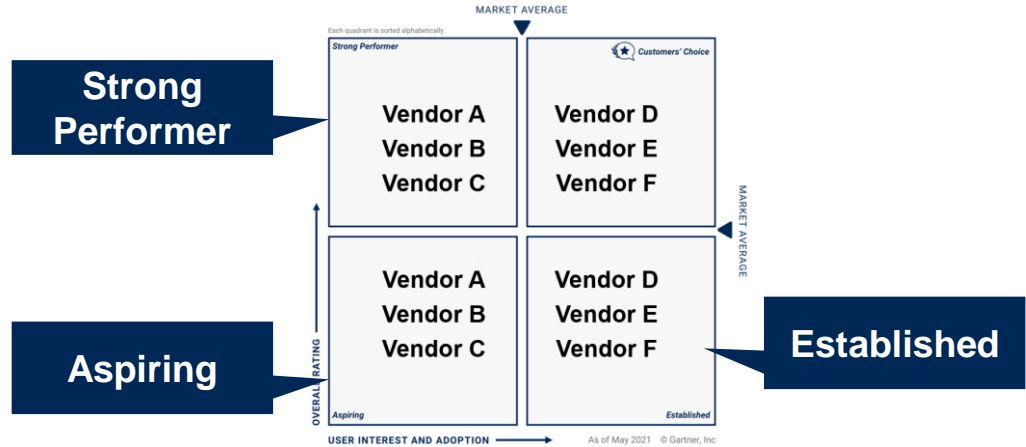 MARKET AVERAGE
Each quadrant is sorted alphabetically.
Strong Performer
Customers' Choice
Strong
Performer
Vendor A
Vendor B
Vendor C
Vendor D
Vendor E
Vendor F
MARKET AVERAGE
Vendor A
Vendor B
Vendor C
Vendor D
Vendor E
Vendor F
Aspiring
Established
OVERALL RATING
Aspiring
Established
USER INTEREST AND ADOPTION
As of May 2021 © Gartner, Inc